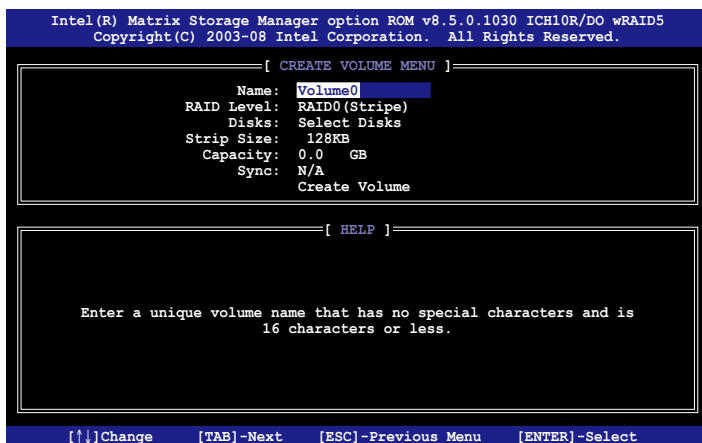 Intel(R) Matrix Storage Manager option ROM v8.5.0.1030 ICH10R/DO wRAID5
Copyright(C) 2003-08 Intel Corporation. All Rights Reserved.
[ CREATE VOLUME MENU ]
Name: Volume0
RAID Level: RAID0(Stripe)
Disks: Select Disks
Strip Size: 128KB
Capacity: 0.0 GB
Sync: N/A
Create Volume
[ HELP ]
Enter a unique volume name that has no special characters and is
16 characters or less.
[↑↓]Change [TAB]-Next [ESC]-Previous Menu [ENTER]-Select